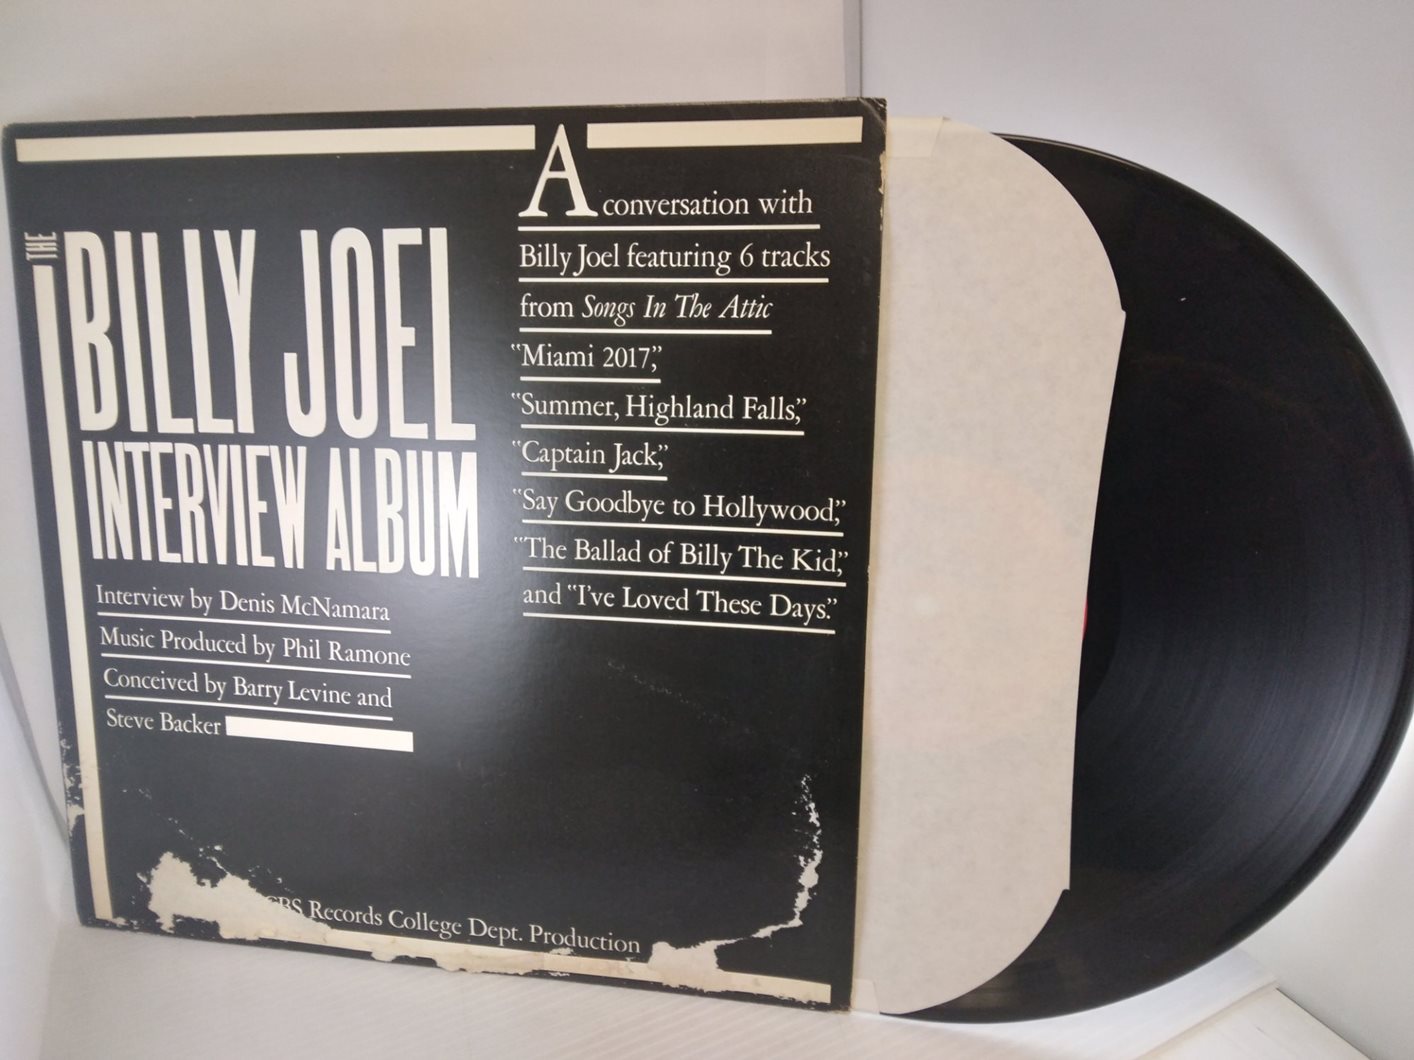 THE
BILLY JOEL
INTERVIEW ALBUM
Interview by Denis McNamara
Music Produced by Phil Ramone
Conceived by Barry Levine and
Steve Backer
A conversation with
Billy Joel featuring 6 tracks
from Songs In The Attic
"Miami 2017,"
"Summer, Highland Falls,"
"Captain Jack,"
"Say Goodbye to Hollywood,"
"The Ballad of Billy The Kid,"
and "I've Loved These Days."
CBS Records College Dept. Production